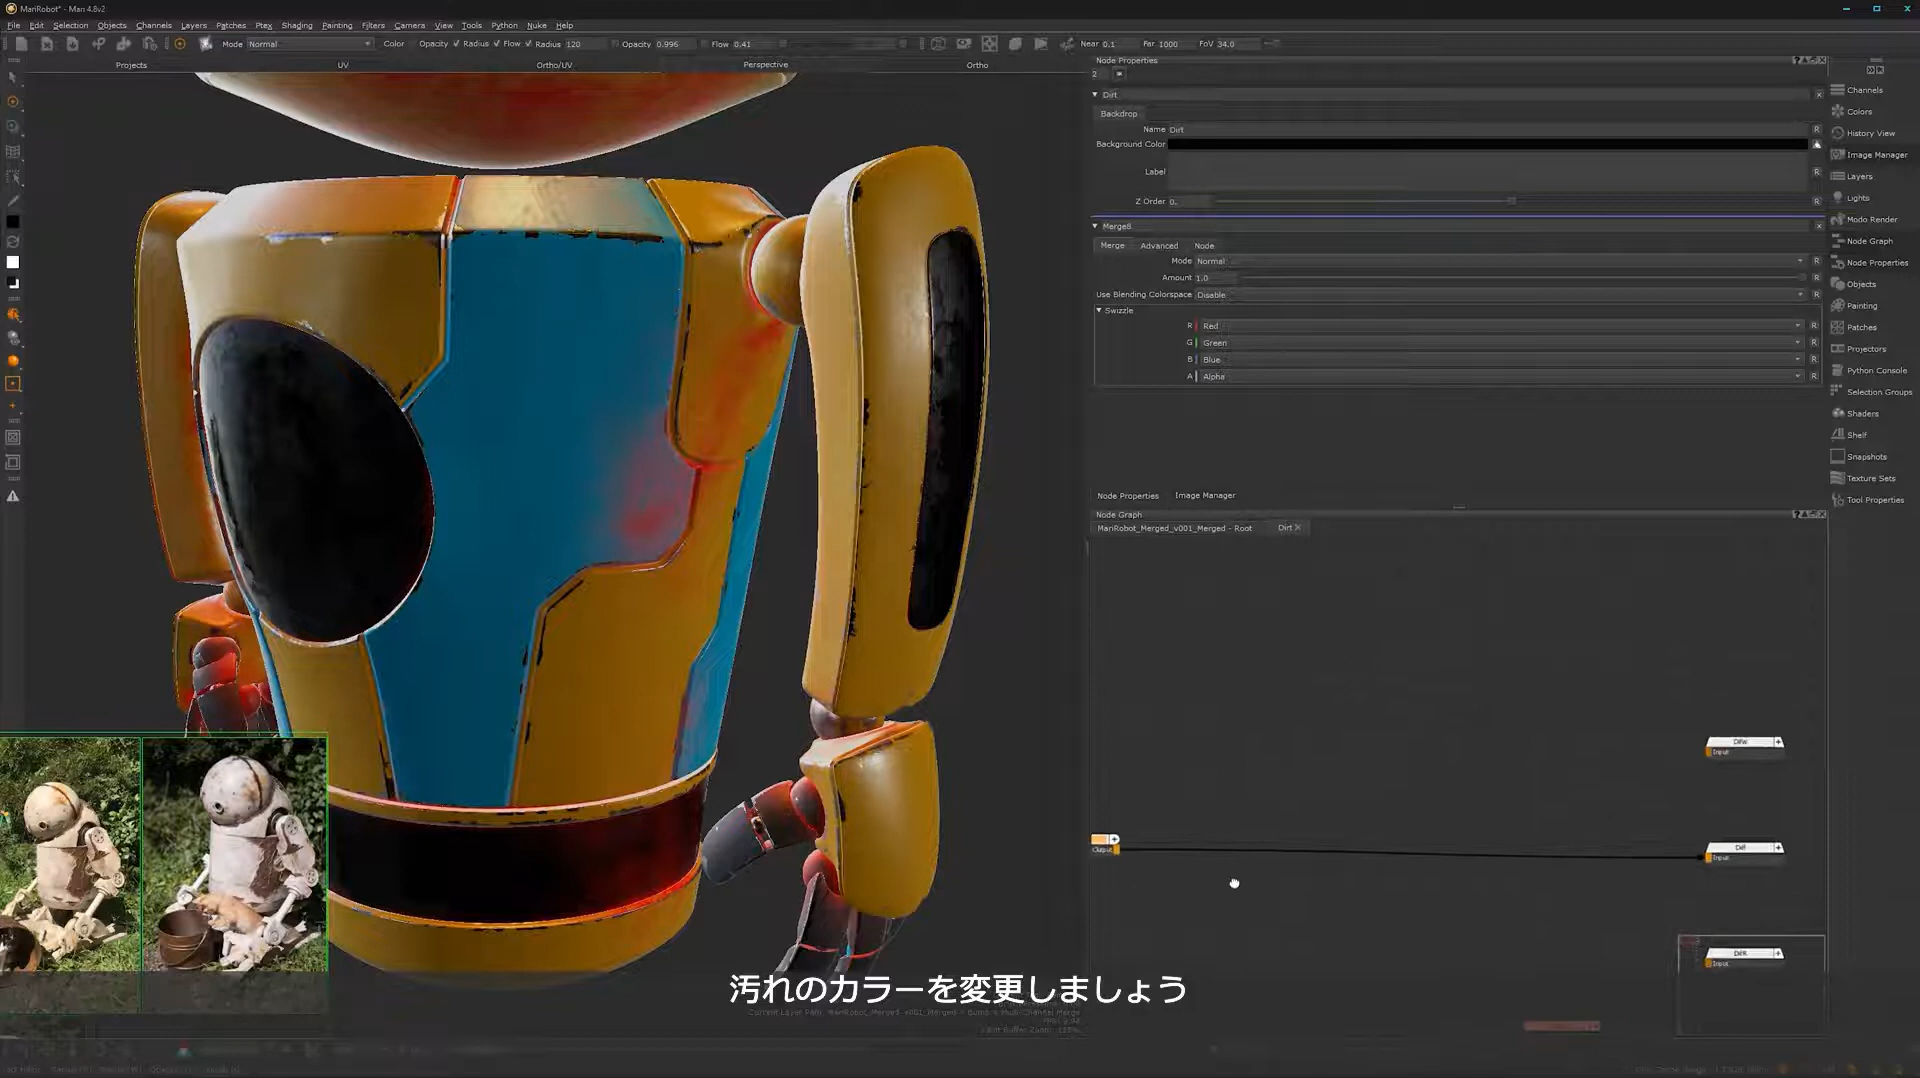 MariRobot* - Mari 4.8v2
File Edit Selection Objects Channels Layers Patches Ptex Shading Painting Filters Camera View Tools Python Nuke Help
Mode Normal Color Opacity Radius Flow Radius 120 Opacity 0.996 Flow 0.41 Near 0.1 Far 1000 FoV 34.0
Projects UV Ortho/UV Perspective Ortho
Node Properties
2
Dirt
Backdrop
Name Dirt R
Background Color
Label R
Z Order 0. R
Merge8
Merge Advanced Node
Mode Normal R
Amount 1.0 R
Use Blending Colorspace Disable R
Swizzle
R Red R
G Green R
B Blue R
A Alpha R
Node Properties Image Manager
Node Graph
MariRobot_Merged_v001_Merged - Root Dirt
Input
Output
Diff
Input
Input
Channels
Colors
History View
Image Manager
Layers
Lights
Modo Render
Node Graph
Node Properties
Objects
Painting
Patches
Projectors
Python Console
Selection Groups
Shaders
Shelf
Snapshots
Texture Sets
Tool Properties
汚れのカラーを変更しましょう